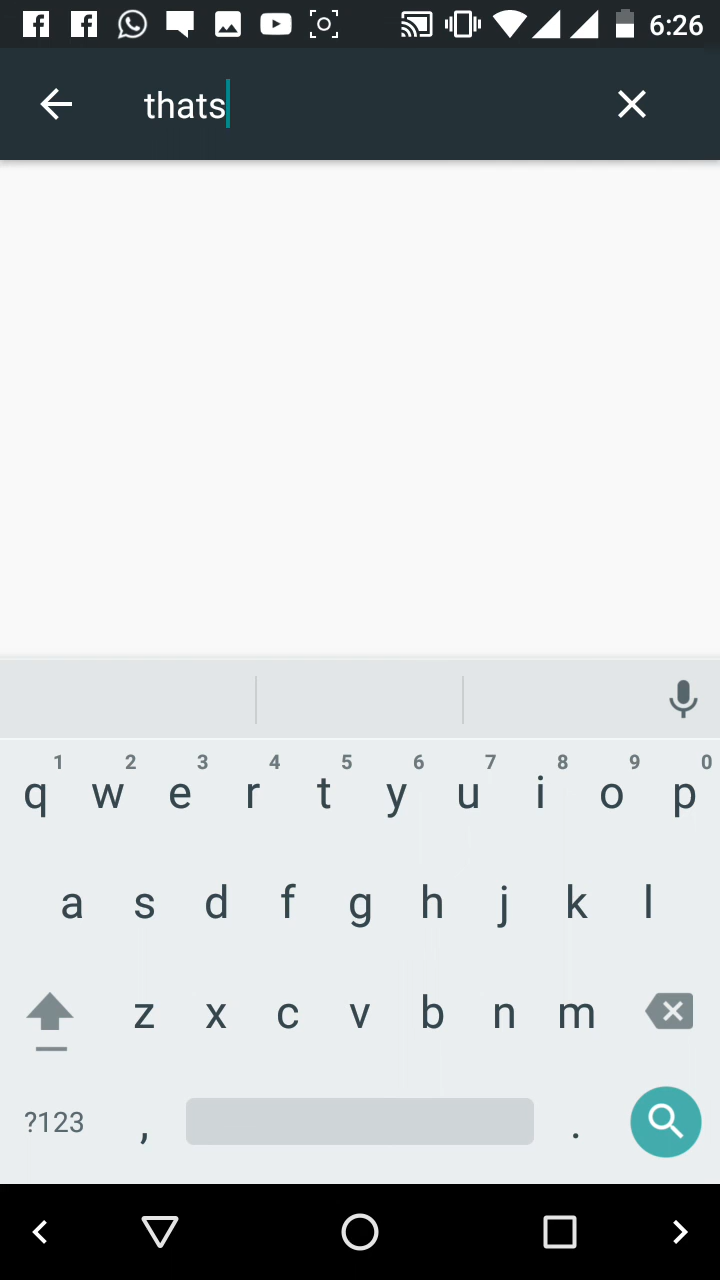 6:26
thats
1 2 3 4 5 6 7 8 9 0
q w e r t y u i o p
a s d f g h j k l
z x c v b n m
?123 , .